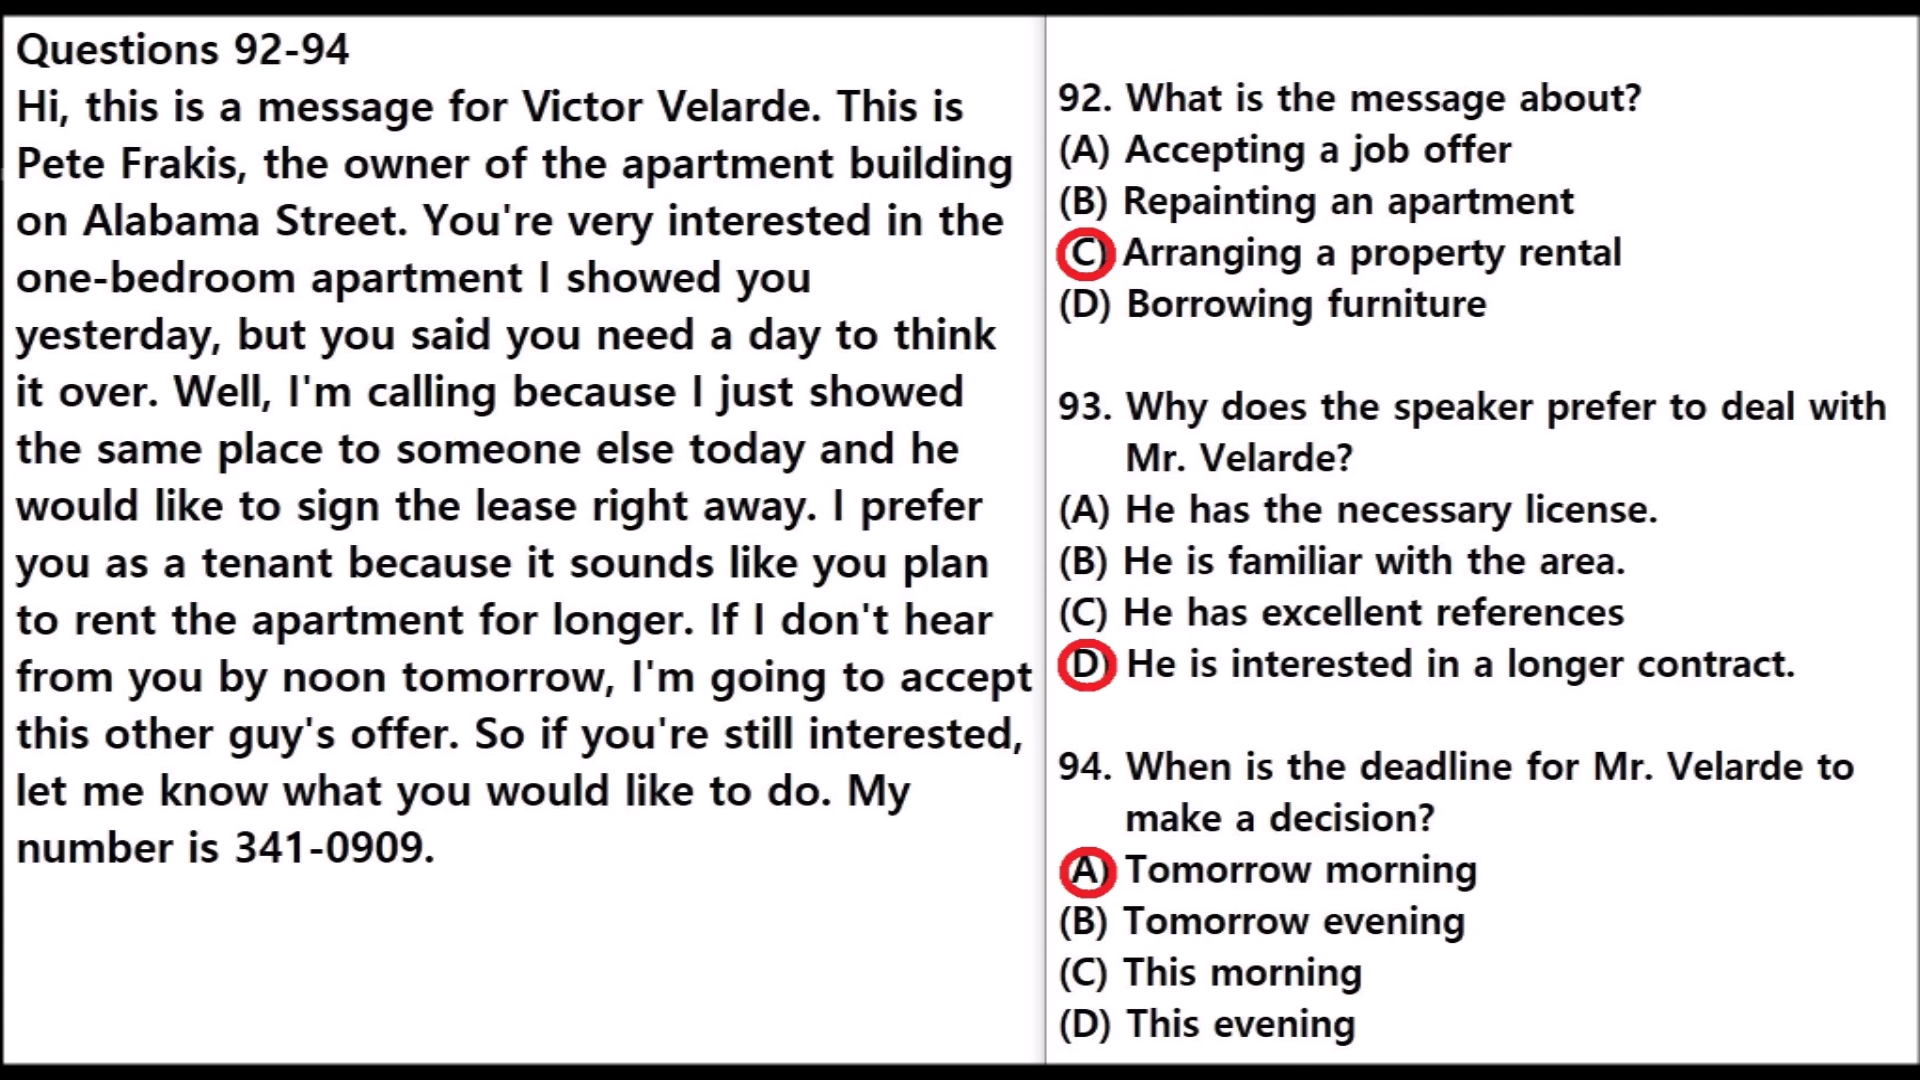 Questions 92-94
Hi, this is a message for Victor Velarde. This is
Pete Frakis, the owner of the apartment building
on Alabama Street. You're very interested in the
one-bedroom apartment I showed you
yesterday, but you said you need a day to think
it over. Well, I'm calling because I just showed
the same place to someone else today and he
would like to sign the lease right away. I prefer
you as a tenant because it sounds like you plan
to rent the apartment for longer. If I don't hear
from you by noon tomorrow, I'm going to accept
this other guy's offer. So if you're still interested,
let me know what you would like to do. My
number is 341-0909.
92. What is the message about?
(A) Accepting a job offer
(B) Repainting an apartment
(C) Arranging a property rental
(D) Borrowing furniture
93. Why does the speaker prefer to deal with
Mr. Velarde?
(A) He has the necessary license.
(B) He is familiar with the area.
(C) He has excellent references
(D) He is interested in a longer contract.
94. When is the deadline for Mr. Velarde to
make a decision?
(A) Tomorrow morning
(B) Tomorrow evening
(C) This morning
(D) This evening